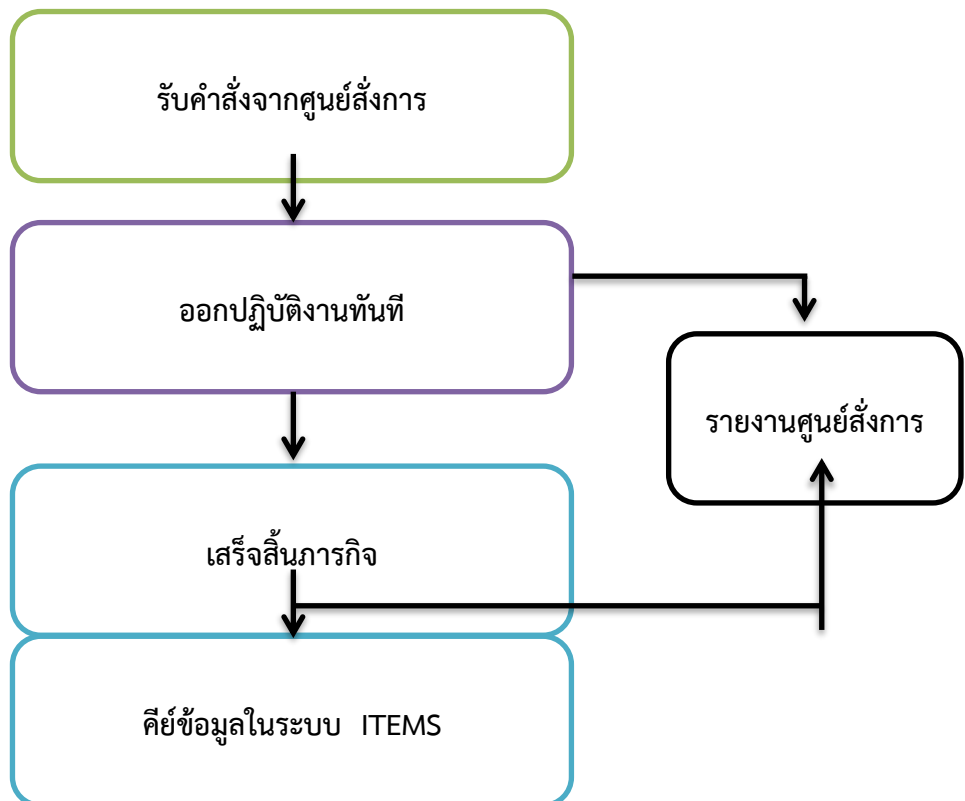 รับคำสั่งจากศูนย์สั่งการ
ออกปฏิบัติงานทันที
รายงานศูนย์สั่งการ
เสร็จสิ้นภารกิจ
คีย์ข้อมูลในระบบ ITEMS